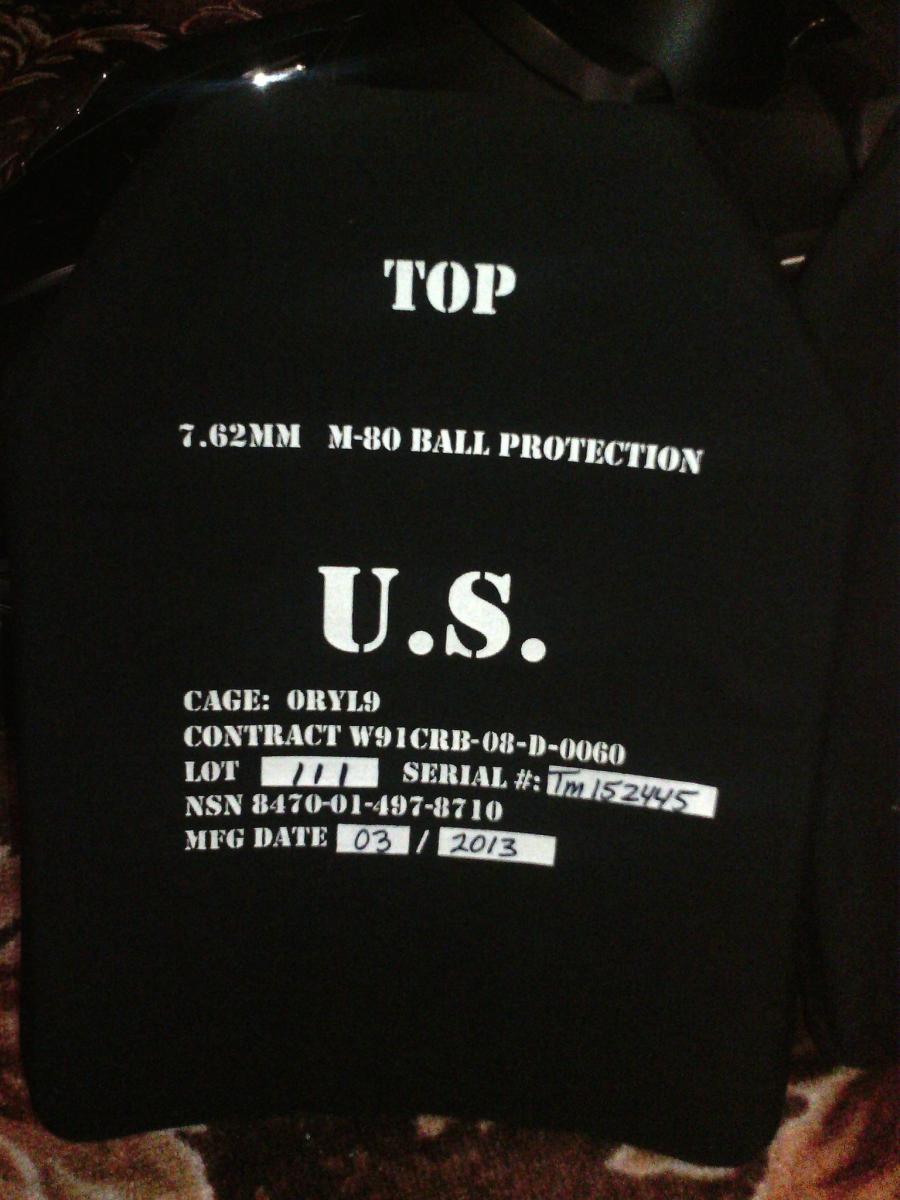 TOP
7.62MM M-80 BALL PROTECTION
U.S.
CAGE: 0RYL9
CONTRACT W91CRB-08-D-0060
LOT 111 SERIAL #: Tm152445
NSN 8470-01-497-8710
MFG DATE 03 / 2013